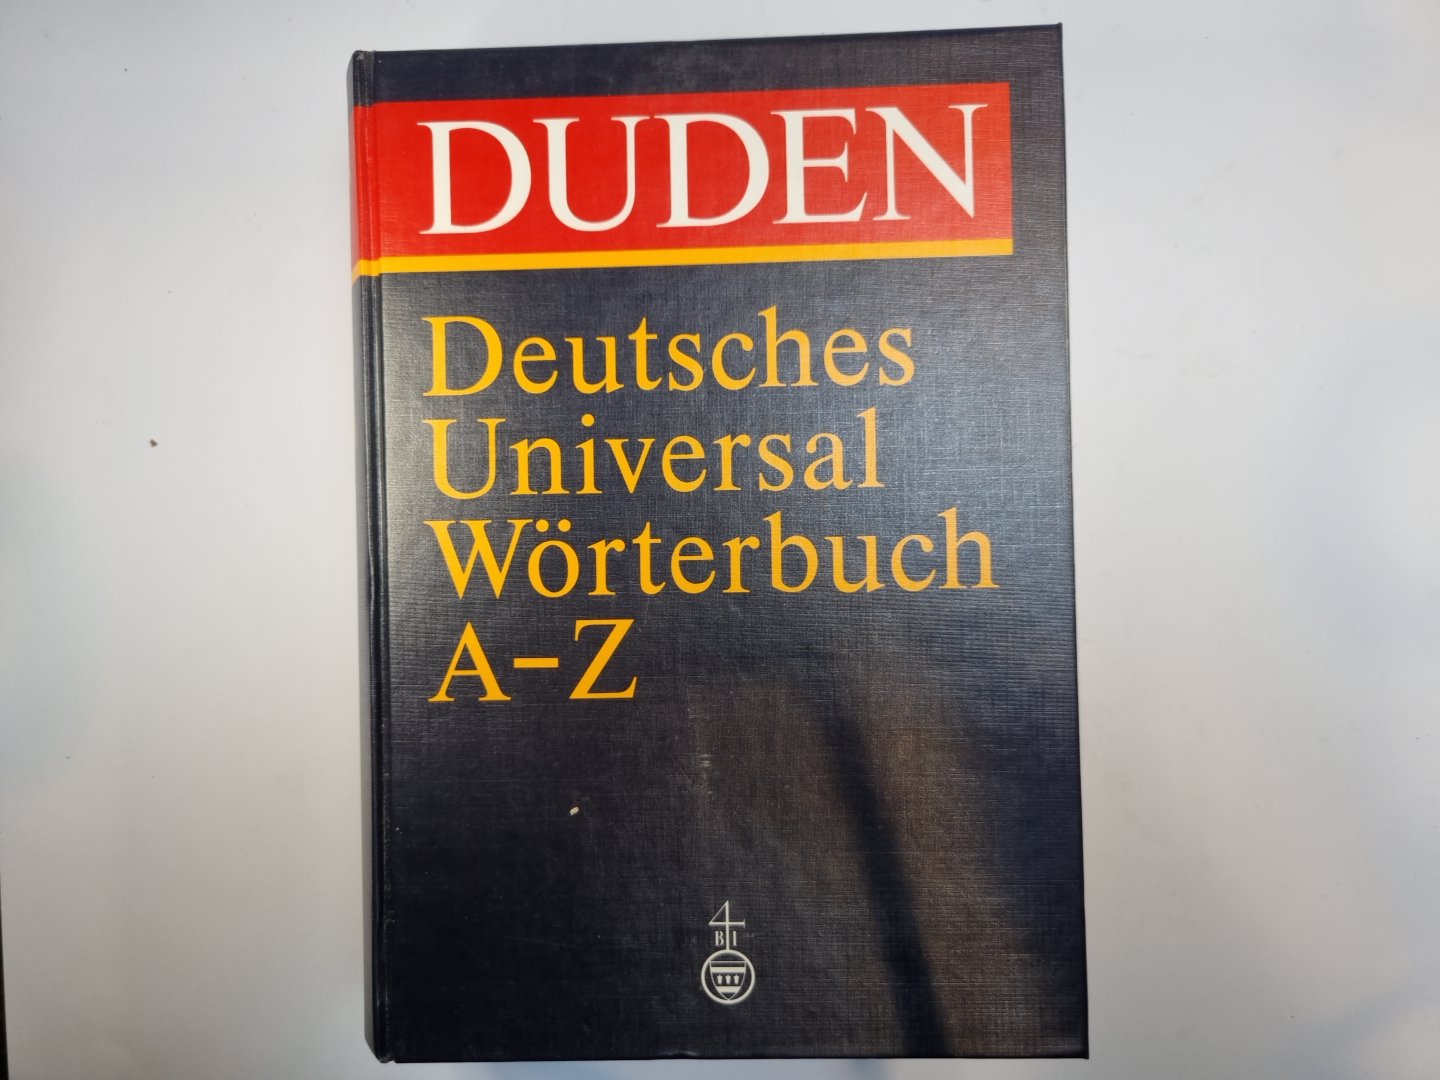 DUDEN
Deutsches
Universal
Wörterbuch
A–Z
B I